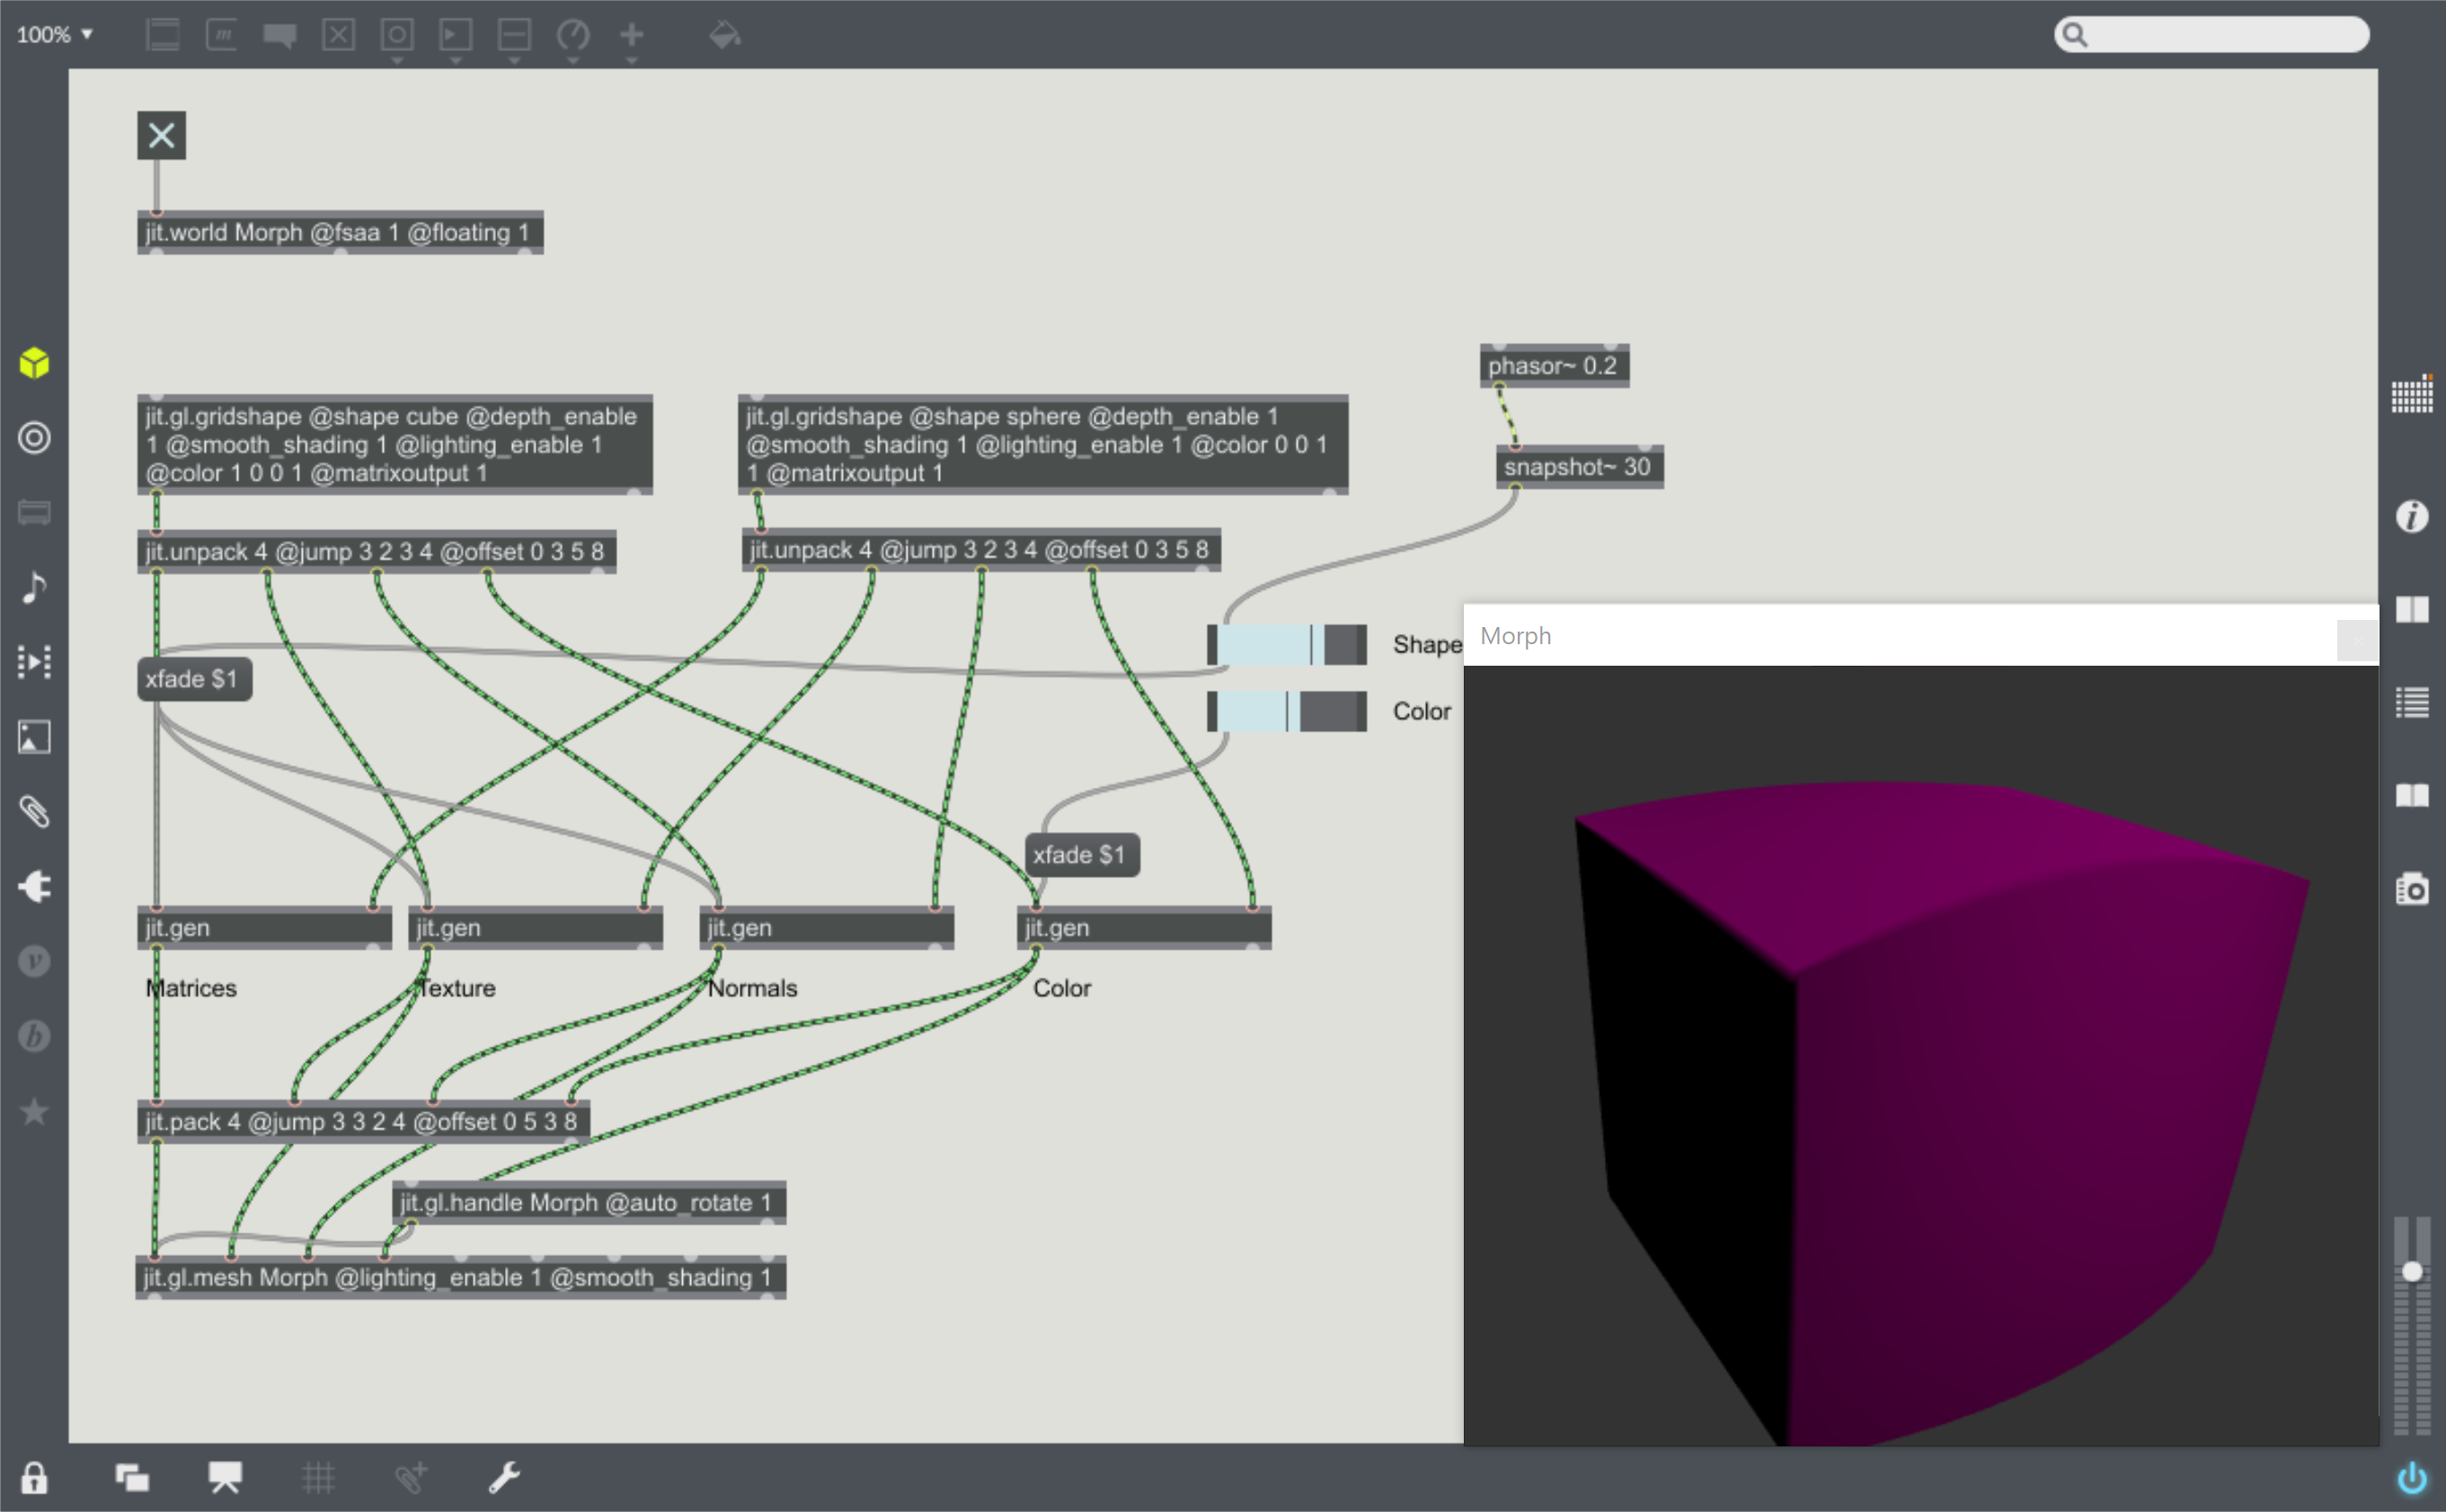 100% ▼
jit.world Morph @fsaa 1 @floating 1
phasor~ 0.2
jit.gl.gridshape @shape cube @depth_enable
1 @smooth_shading 1 @lighting_enable 1
@color 1 0 0 1 @matrixoutput 1
jit.gl.gridshape @shape sphere @depth_enable 1
@smooth_shading 1 @lighting_enable 1 @color 0 0 1
1 @matrixoutput 1
snapshot~ 30
jit.unpack 4 @jump 3 2 3 4 @offset 0 3 5 8
jit.unpack 4 @jump 3 2 3 4 @offset 0 3 5 8
Shape
Morph
xfade $1
Color
xfade $1
jit.gen
jit.gen
jit.gen
jit.gen
Matrices
Texture
Normals
Color
jit.pack 4 @jump 3 3 2 4 @offset 0 5 3 8
jit.gl.handle Morph @auto_rotate 1
jit.gl.mesh Morph @lighting_enable 1 @smooth_shading 1